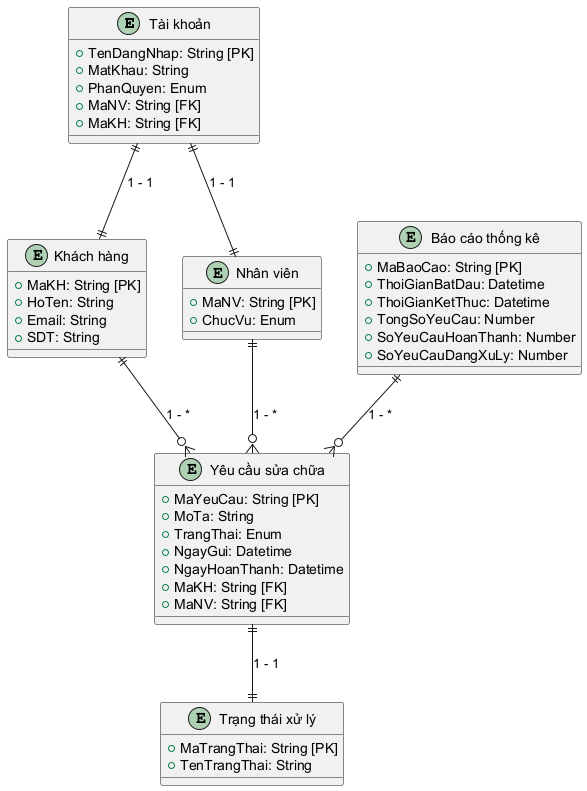 E Tài khoản
TenDangNhap: String [PK]
MatKhau: String
PhanQuyen: Enum
MaNV: String [FK]
MaKH: String [FK]
1 - 1
1 - 1
E Khách hàng
MaKH: String [PK]
HoTen: String
Email: String
SDT: String
E Nhân viên
MaNV: String [PK]
ChucVu: Enum
E Báo cáo thống kê
MaBaoCao: String [PK]
ThoiGianBatDau: Datetime
ThoiGianKetThuc: Datetime
TongSoYeuCau: Number
SoYeuCauHoanThanh: Number
SoYeuCauDangXuLy: Number
1 - *
1 - *
1 - *
E Yêu cầu sửa chữa
MaYeuCau: String [PK]
MoTa: String
TrangThai: Enum
NgayGui: Datetime
NgayHoanThanh: Datetime
MaKH: String [FK]
MaNV: String [FK]
1 - 1
E Trạng thái xử lý
MaTrangThai: String [PK]
TenTrangThai: String